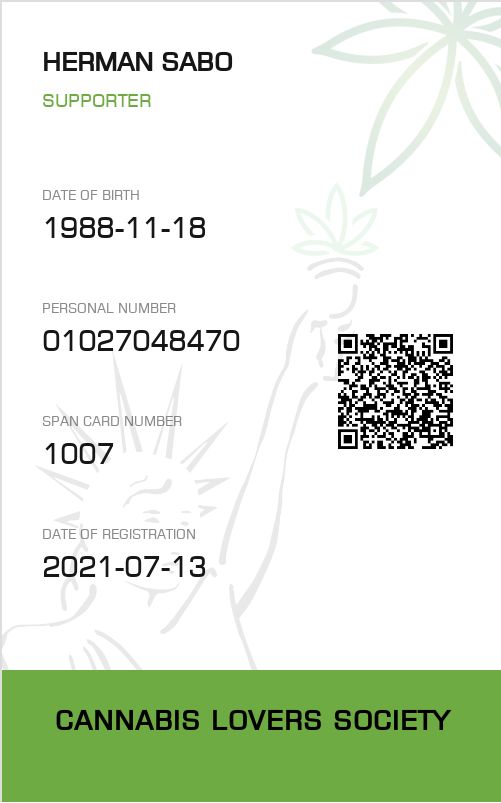 HERMAN SABO
SUPPORTER
DATE OF BIRTH
1988-11-18
PERSONAL NUMBER
01027048470
SPAN CARD NUMBER
1007
DATE OF REGISTRATION
2021-07-13
CANNABIS LOVERS SOCIETY